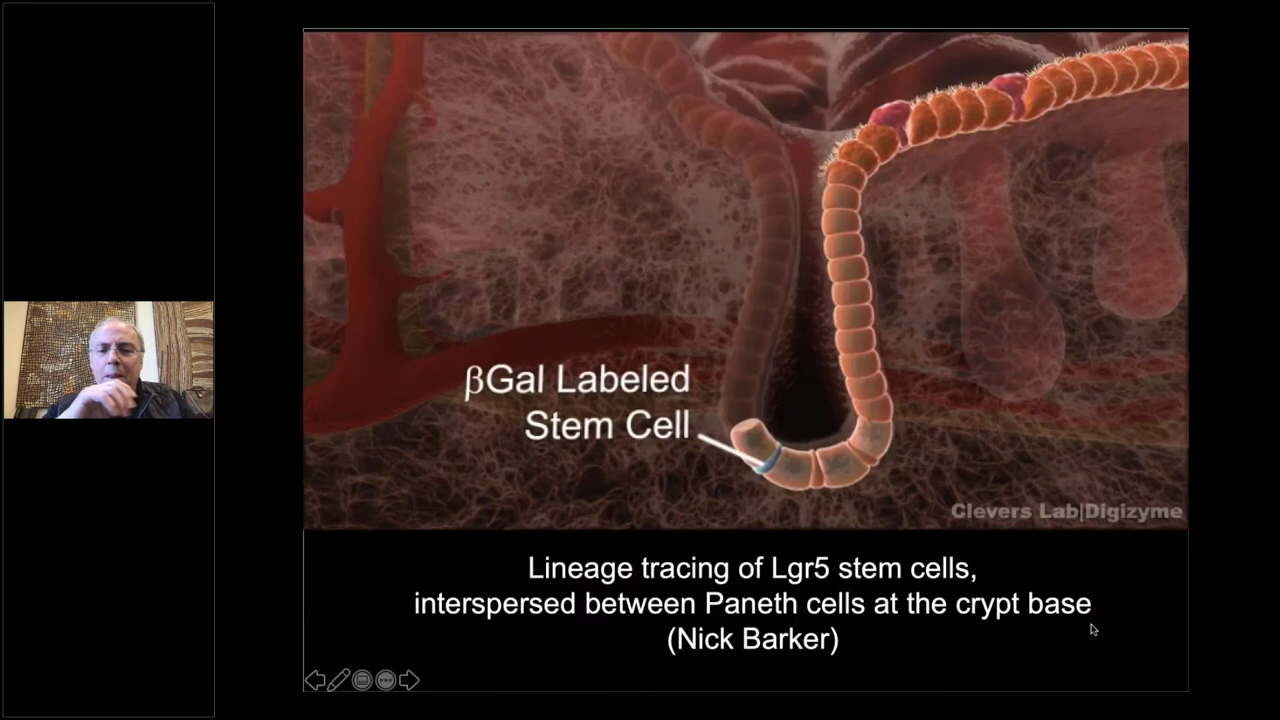 βGal Labeled
Stem Cell
Clevers Lab|Digizyme
Lineage tracing of Lgr5 stem cells,
interspersed between Paneth cells at the crypt base
(Nick Barker)